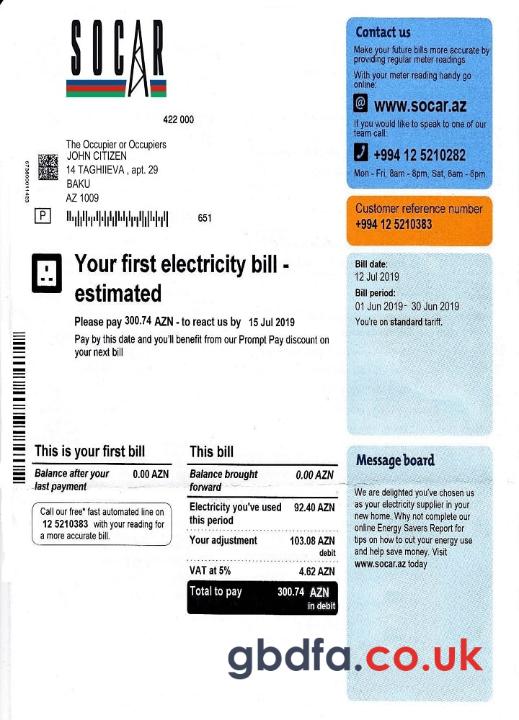 SOCAR
422 000
The Occupier or Occupiers
JOHN CITIZEN
14 TAGHIIEVA , apt. 29
BAKU
AZ 1009
P
651
Your first electricity bill -
estimated
Please pay 300.74 AZN - to react us by 15 Jul 2019
Pay by this date and you'll benefit from our Prompt Pay discount on
your next bill
This is your first bill
Balance after your 0.00 AZN
last payment
Call our free* fast automated line on
12 5210383 with your reading for
a more accurate bill.
This bill
Balance brought 0.00 AZN
forward
Electricity you've used 92.40 AZN
this period
Your adjustment 103.08 AZN
debit
VAT at 5% 4.62 AZN
Total to pay 300.74 AZN
in debit
Contact us
Make your future bills more accurate by
providing regular meter readings
With your meter reading handy go
online:
@ www.socar.az
If you would like to speak to one of our
team call:
+994 12 5210282
Mon - Fri, 8am - 8pm, Sat, 8am - 6pm.
Customer reference number
+994 12 5210383
Bill date:
12 Jul 2019
Bill period:
01 Jun 2019- 30 Jun 2019
You're on standard tariff.
Message board
We are delighted you've chosen us
as your electricity supplier in your
new home. Why not complete our
online Energy Savers Report for
tips on how to cut your energy use
and help save money. Visit
www.socar.az today
gbdfa.co.uk